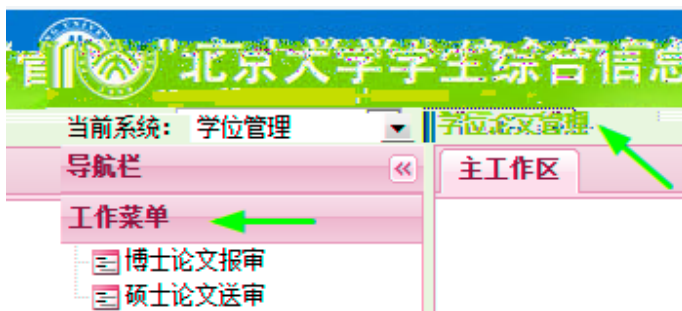 北京大学学生综合信息
当前系统： 学位管理 学位论文管理
导航栏
主工作区
工作菜单
博士论文报审
硕士论文送审